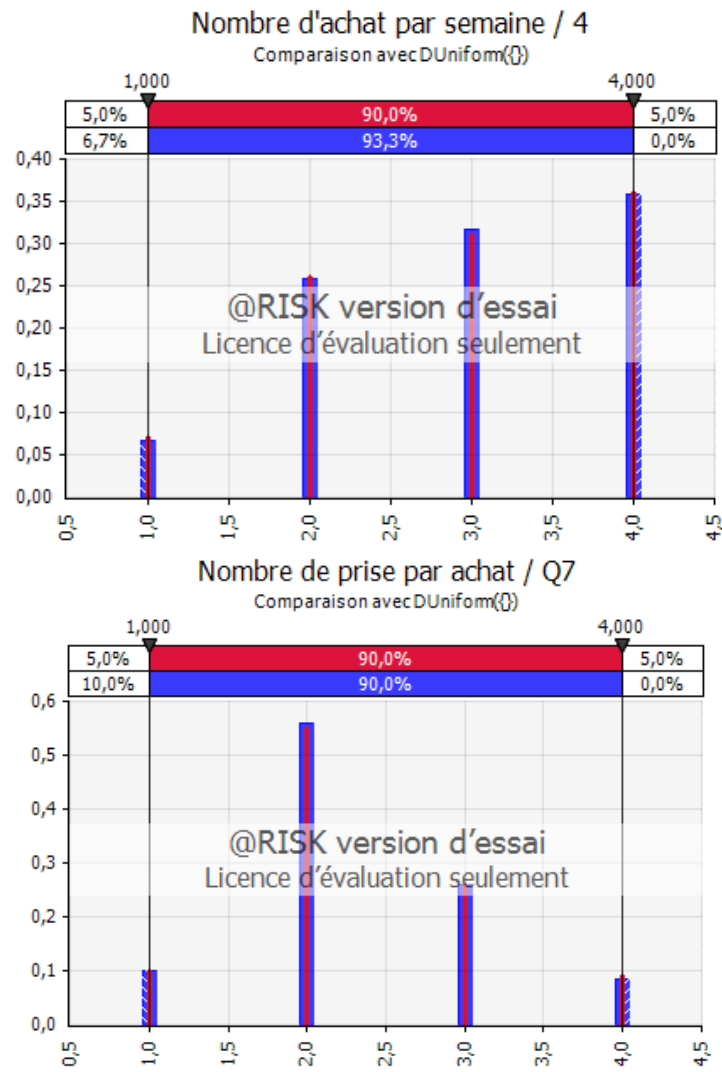 Nombre d'achat par semaine / 4
Comparaison avec DUniform({})
1,000 4,000
5,0% 90,0% 5,0%
6,7% 93,3% 0,0%
0,40
0,35
0,30
0,25
0,20
0,15
0,10
0,05
0,00
@RISK version d'essai
Licence d'évaluation seulement
0,5 1,0 1,5 2,0 2,5 3,0 3,5 4,0 4,5
Nombre de prise par achat / Q7
Comparaison avec DUniform({})
1,000 4,000
5,0% 90,0% 5,0%
10,0% 90,0% 0,0%
0,6
0,5
0,4
0,3
0,2
0,1
0,0
@RISK version d'essai
Licence d'évaluation seulement
0,5 1,0 1,5 2,0 2,5 3,0 3,5 4,0 4,5